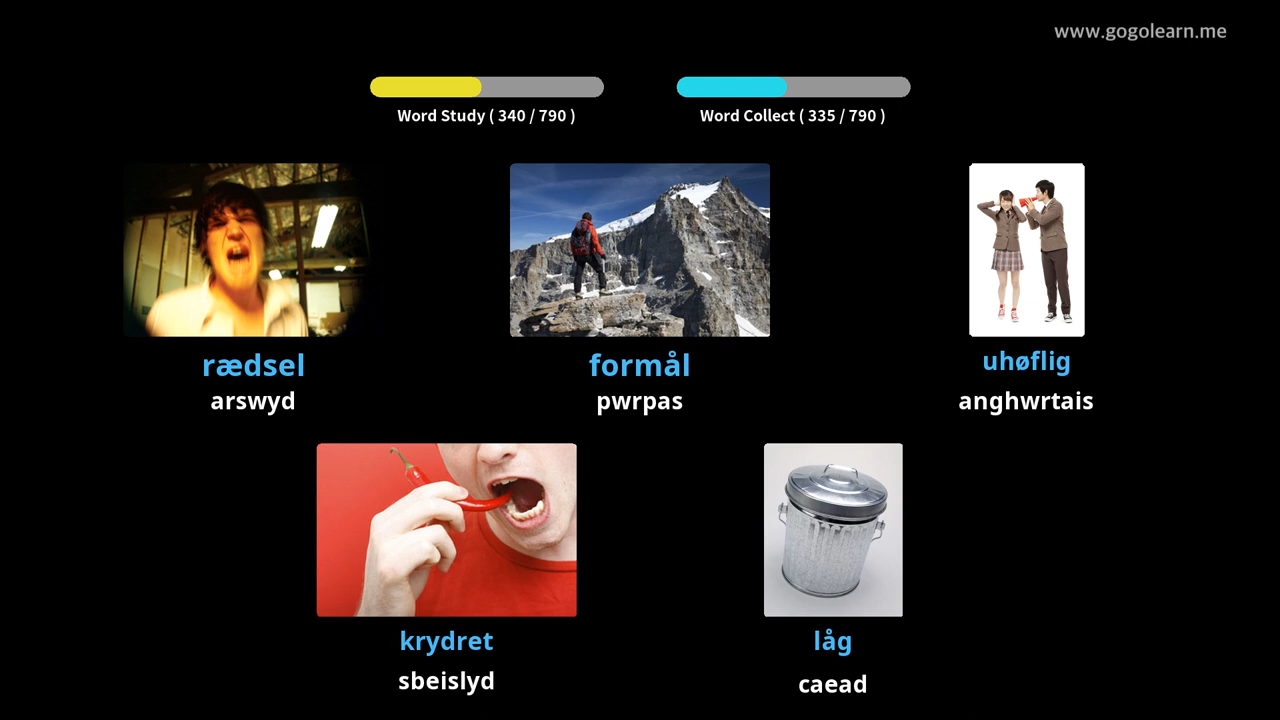 www.gogolearn.me
Word Study ( 340 / 790 )
Word Collect ( 335 / 790 )
rædsel
arswyd
formål
pwrpas
uhøflig
anghwrtais
krydret
sbeislyd
låg
caead